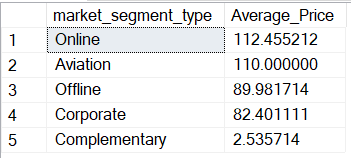 market_segment_type Average_Price
1 Online 112.455212
2 Aviation 110.000000
3 Offline 89.981714
4 Corporate 82.401111
5 Complementary 2.535714